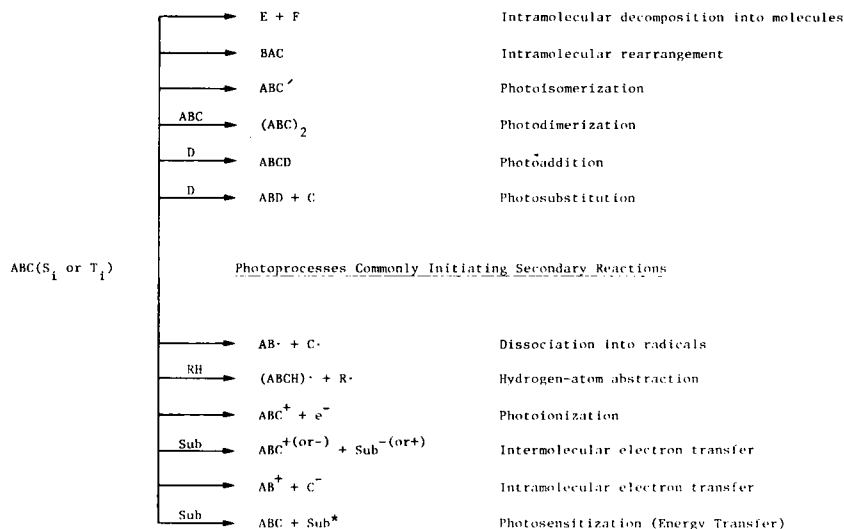 E + F Intramolecular decomposition into molecules
BAC Intramolecular rearrangement
ABC′ Photoisomerization
ABC (ABC)₂ Photodimerization
D ABCD Photoaddition
D ABD + C Photosubstitution
ABC(Sᵢ or Tᵢ) Photoprocesses Commonly Initiating Secondary Reactions
AB· + C· Dissociation into radicals
RH (ABCH)· + R· Hydrogen-atom abstraction
ABC⁺ + e⁻ Photoionization
Sub ABC⁺⁽ᵒʳ⁻⁾ + Sub⁻⁽ᵒʳ⁺⁾ Intermolecular electron transfer
AB⁺ + C⁻ Intramolecular electron transfer
Sub ABC + Sub* Photosensitization (Energy Transfer)